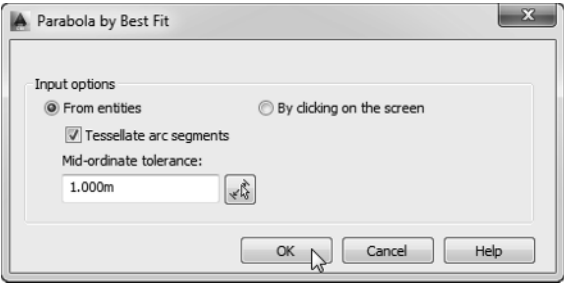 Parabola by Best Fit
Input options
From entities
By clicking on the screen
Tessellate arc segments
Mid-ordinate tolerance:
1.000m
OK
Cancel
Help